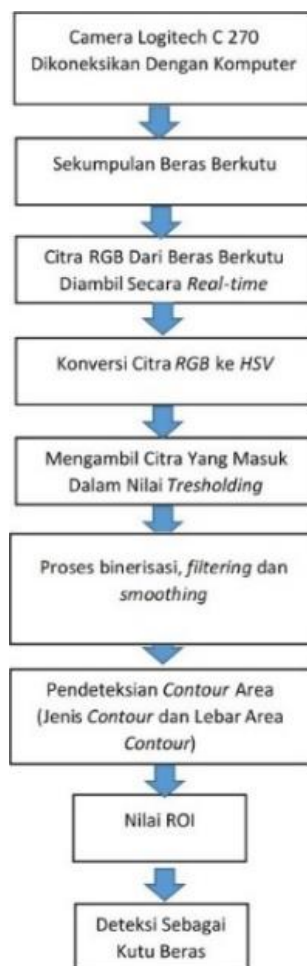 Camera Logitech C 270
Dikoneksikan Dengan Komputer
Sekumpulan Beras Berkutu
Citra RGB Dari Beras Berkutu
Diambil Secara Real-time
Konversi Citra RGB ke HSV
Mengambil Citra Yang Masuk
Dalam Nilai Tresholding
Proses binerisasi, filtering dan
smoothing
Pendeteksian Contour Area
(Jenis Contour dan Lebar Area
Contour)
Nilai ROI
Deteksi Sebagai
Kutu Beras